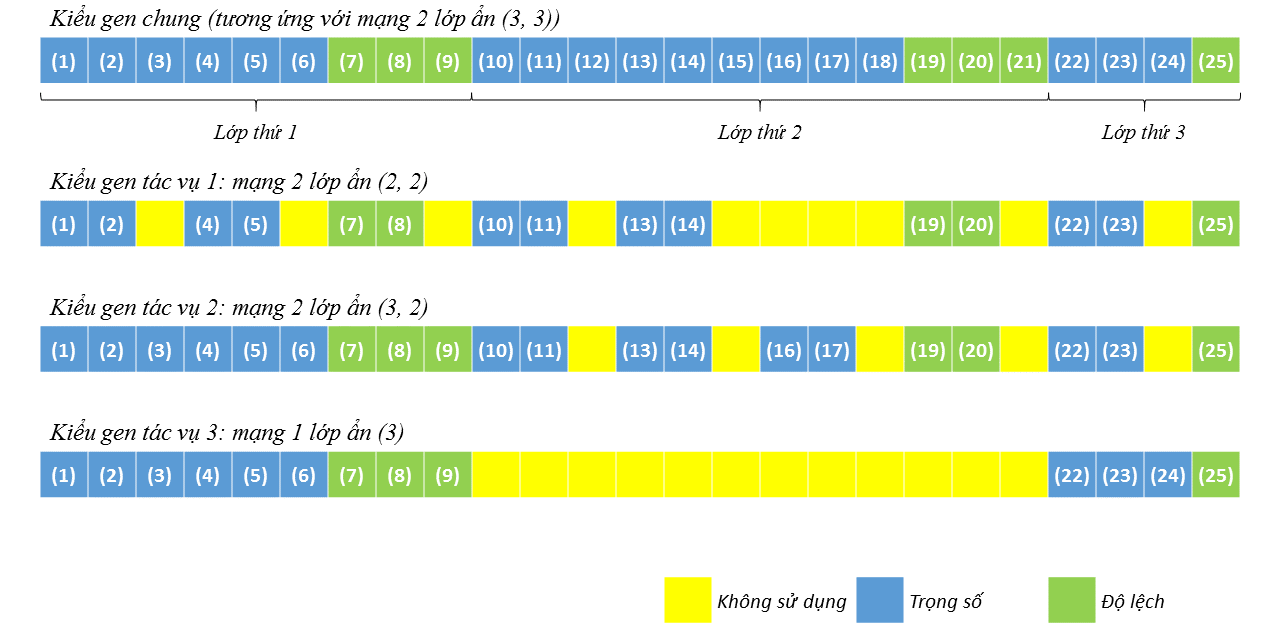 Kiểu gen chung (tương ứng với mạng 2 lớp ẩn (3, 3))
(1) (2) (3) (4) (5) (6) (7) (8) (9) (10) (11) (12) (13) (14) (15) (16) (17) (18) (19) (20) (21) (22) (23) (24) (25)
Lớp thứ 1 Lớp thứ 2 Lớp thứ 3
Kiểu gen tác vụ 1: mạng 2 lớp ẩn (2, 2)
(1) (2) (4) (5) (7) (8) (10) (11) (13) (14) (19) (20) (22) (23) (25)
Kiểu gen tác vụ 2: mạng 2 lớp ẩn (3, 2)
(1) (2) (3) (4) (5) (6) (7) (8) (9) (10) (11) (13) (14) (16) (17) (19) (20) (22) (23) (25)
Kiểu gen tác vụ 3: mạng 1 lớp ẩn (3)
(1) (2) (3) (4) (5) (6) (7) (8) (9) (22) (23) (24) (25)
Không sử dụng Trọng số Độ lệch